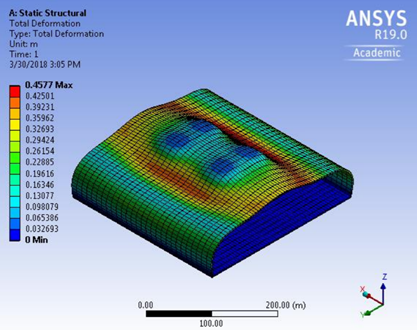 A: Static Structural
Total Deformation
Type: Total Deformation
Unit: m
Time: 1
3/30/2018 3:05 PM
ANSYS
R19.0
Academic
0.4577 Max
0.42501
0.39231
0.35962
0.32693
0.29424
0.26154
0.22885
0.19616
0.16346
0.13077
0.098079
0.065386
0.032693
0 Min
0.00
200.00 (m)
100.00
X
Y
Z